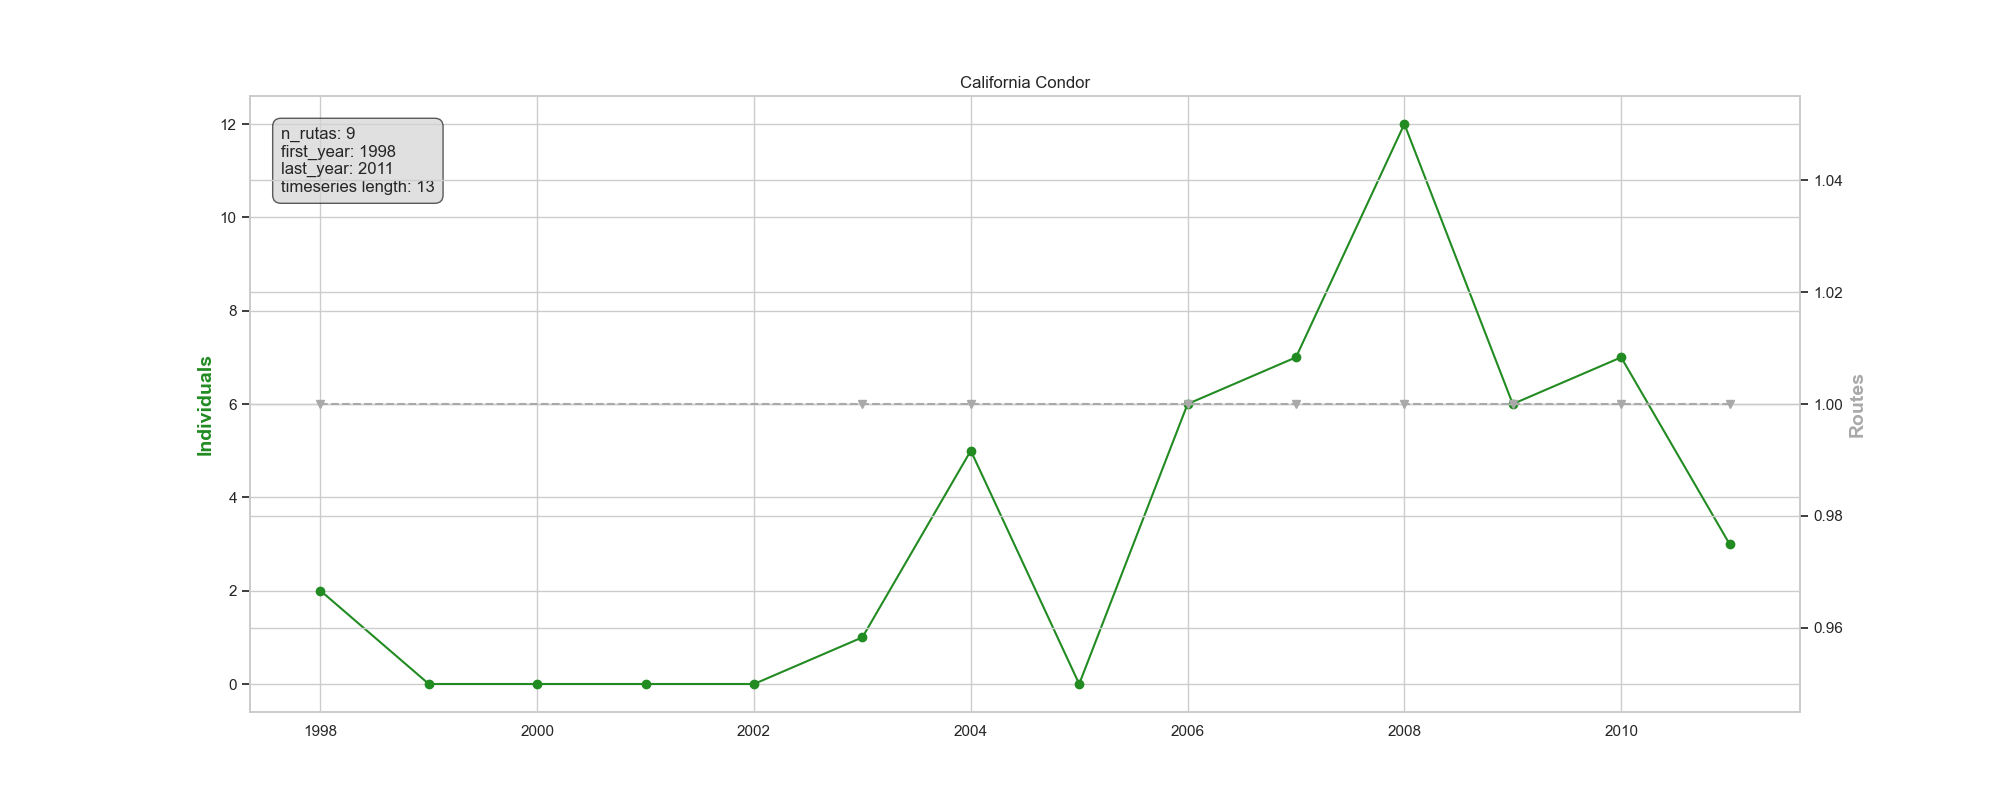 California Condor
n_rutas: 9
first_year: 1998
last_year: 2011
timeseries length: 13
12
10
8
6
4
2
0
Individuals
1.04
1.02
1.00
0.98
0.96
Routes
1998 2000 2002 2004 2006 2008 2010